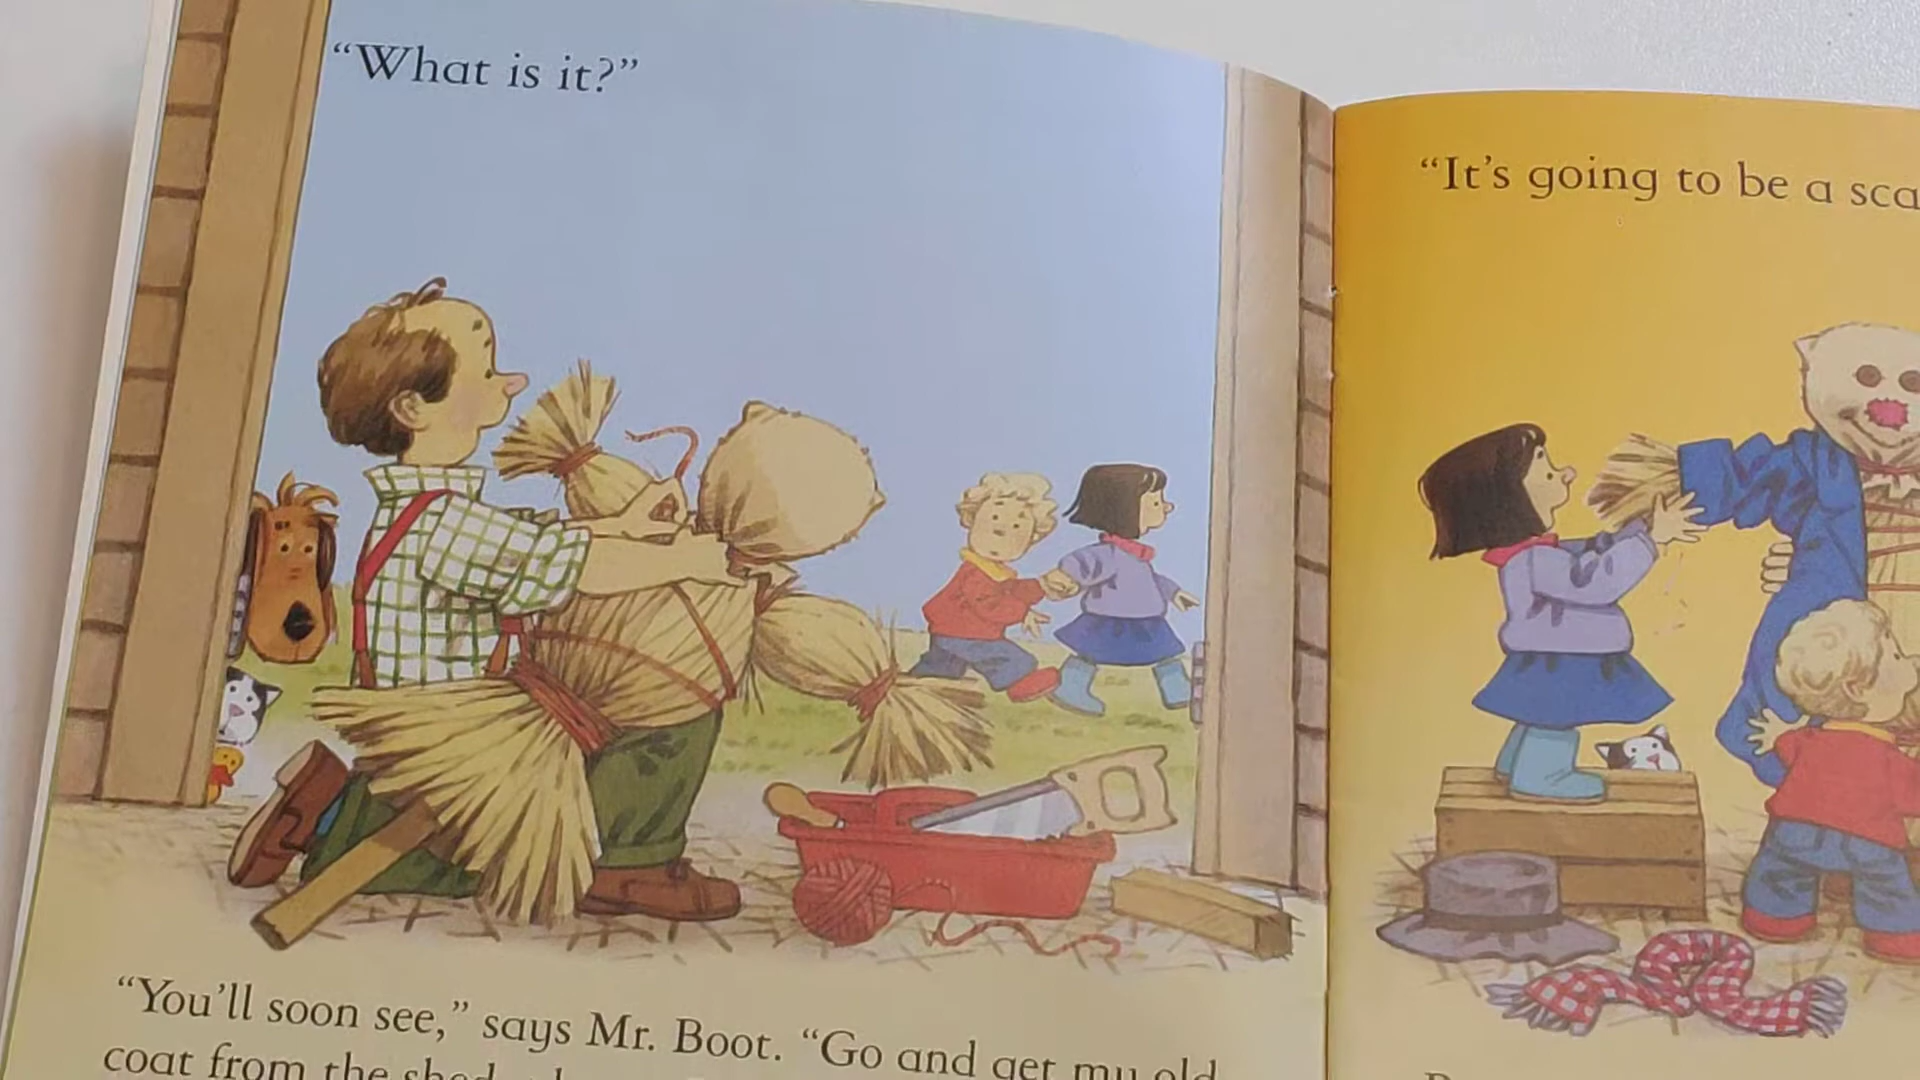 “What is it?”
“You’ll soon see,” says Mr. Boot. “Go and get my old
coat from the shed
“It’s going to be a